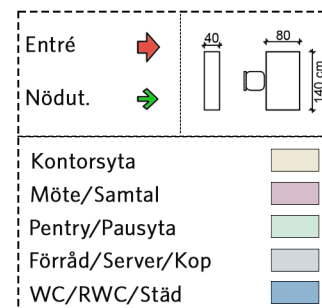 Entré
40
80
140 cm
Nödut.
Kontorsyta
Möte/Samtal
Pentry/Pausyta
Förråd/Server/Kop
WC/RWC/Städ